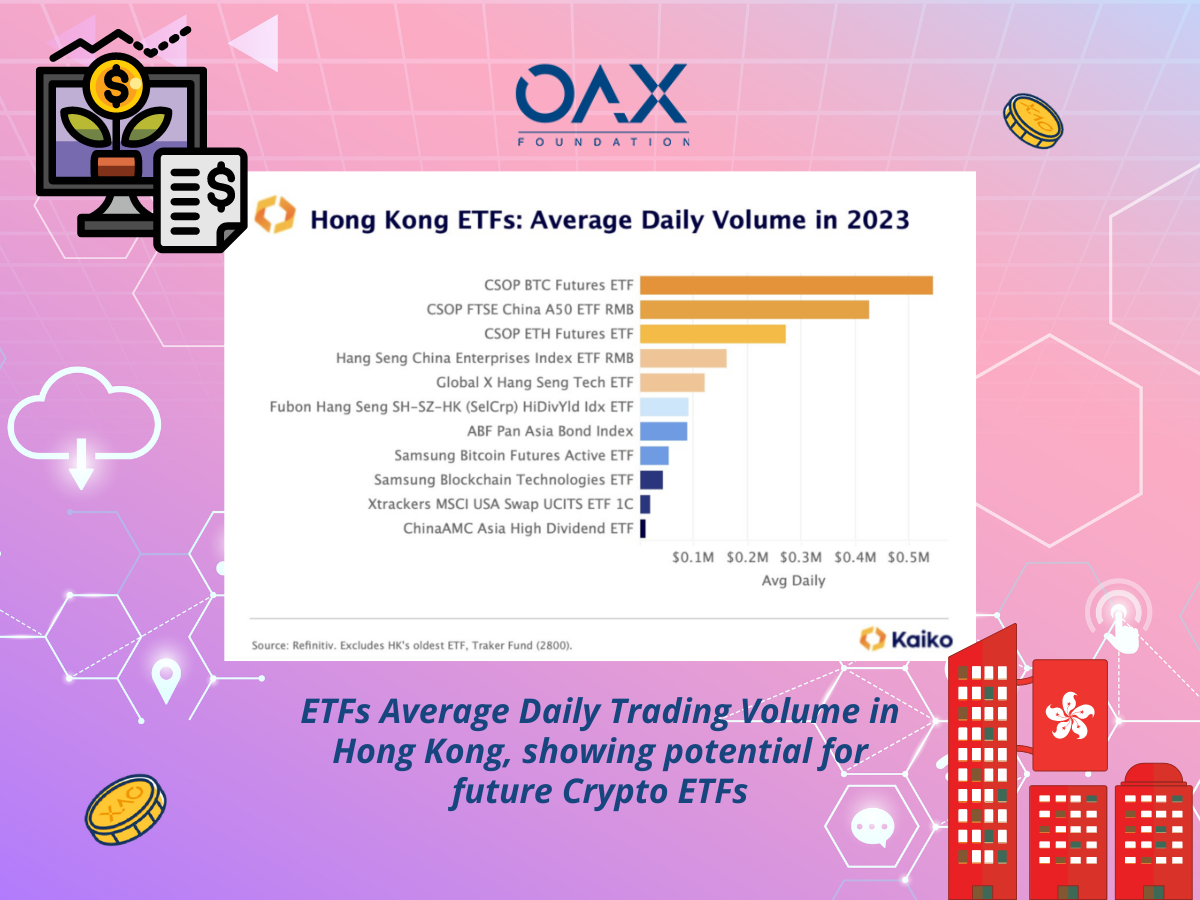 OAX
FOUNDATION
Hong Kong ETFs: Average Daily Volume in 2023
CSOP BTC Futures ETF
CSOP FTSE China A50 ETF RMB
CSOP ETH Futures ETF
Hang Seng China Enterprises Index ETF RMB
Global X Hang Seng Tech ETF
Fubon Hang Seng SH-SZ-HK (SelCrp) HiDivYld Idx ETF
ABF Pan Asia Bond Index
Samsung Bitcoin Futures Active ETF
Samsung Blockchain Technologies ETF
Xtrackers MSCI USA Swap UCITS ETF 1C
ChinaAMC Asia High Dividend ETF
$0.1M $0.2M $0.3M $0.4M $0.5M
Avg Daily
Source: Refinitiv. Excludes HK's oldest ETF, Traker Fund (2800).
Kaiko
ETFs Average Daily Trading Volume in
Hong Kong, showing potential for
future Crypto ETFs